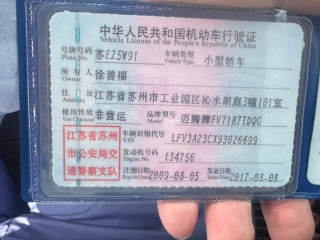 中华人民共和国机动车行驶证
Vehicle License of the People's Republic of China
号牌号码 苏EZ5W91 车辆类型 小型轿车
Plate No. Vehicle Type
所有人 徐善福
Owner
住址 江苏省苏州市工业园区沁水朗庭3幢101室
Address
使用性质 非营运 品牌型号 迈腾牌FV7187TDQG
Use Character Model
江苏省苏州
市公安局交
通警察支队
车辆识别代号 LFV3A23CX93026699
VIN
发动机号码 134756
Engine No.
注册日期 2009-08-05 发证日期 2017-08-08
Register Date Issue Date